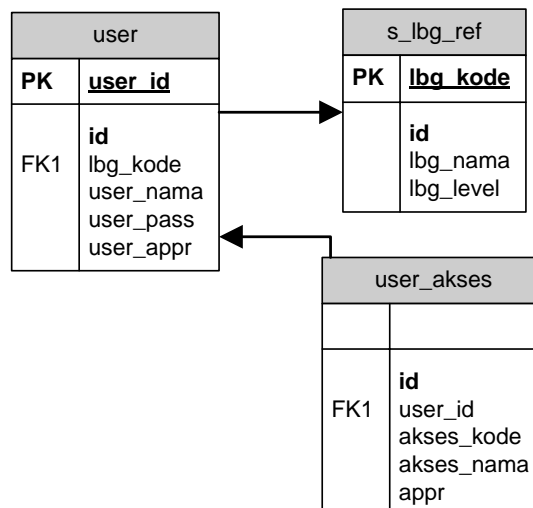 user
PK user_id
id
FK1 lbg_kode
user_nama
user_pass
user_appr
s_lbg_ref
PK lbg_kode
id
lbg_nama
lbg_level
user_akses
id
FK1 user_id
akses_kode
akses_nama
appr